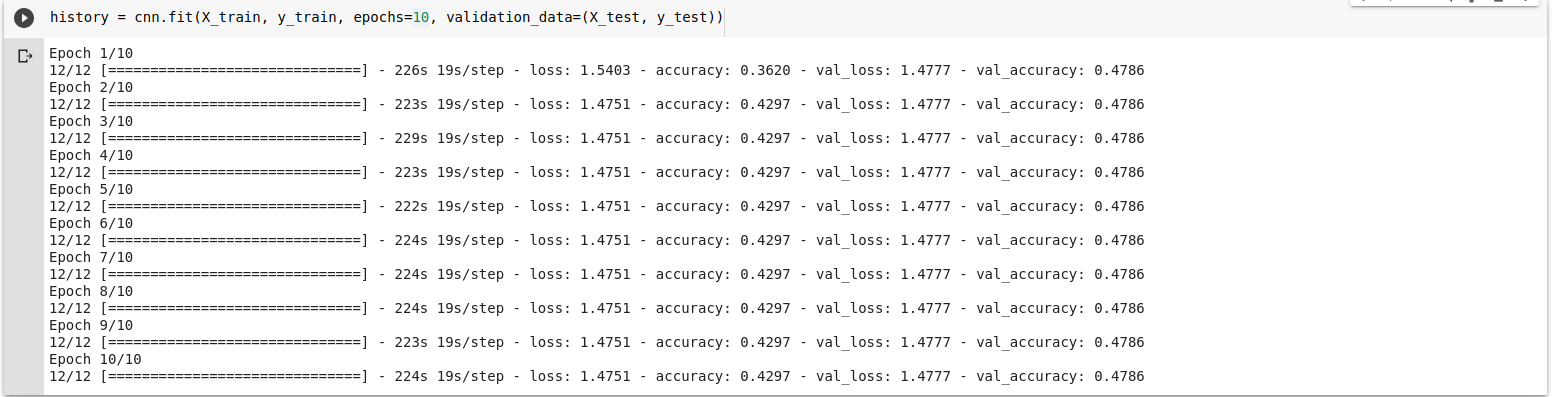 history = cnn.fit(X_train, y_train, epochs=10, validation_data=(X_test, y_test))
Epoch 1/10
12/12 [==============================] - 226s 19s/step - loss: 1.5403 - accuracy: 0.3620 - val_loss: 1.4777 - val_accuracy: 0.4786
Epoch 2/10
12/12 [==============================] - 223s 19s/step - loss: 1.4751 - accuracy: 0.4297 - val_loss: 1.4777 - val_accuracy: 0.4786
Epoch 3/10
12/12 [==============================] - 229s 19s/step - loss: 1.4751 - accuracy: 0.4297 - val_loss: 1.4777 - val_accuracy: 0.4786
Epoch 4/10
12/12 [==============================] - 223s 19s/step - loss: 1.4751 - accuracy: 0.4297 - val_loss: 1.4777 - val_accuracy: 0.4786
Epoch 5/10
12/12 [==============================] - 222s 19s/step - loss: 1.4751 - accuracy: 0.4297 - val_loss: 1.4777 - val_accuracy: 0.4786
Epoch 6/10
12/12 [==============================] - 224s 19s/step - loss: 1.4751 - accuracy: 0.4297 - val_loss: 1.4777 - val_accuracy: 0.4786
Epoch 7/10
12/12 [==============================] - 224s 19s/step - loss: 1.4751 - accuracy: 0.4297 - val_loss: 1.4777 - val_accuracy: 0.4786
Epoch 8/10
12/12 [==============================] - 224s 19s/step - loss: 1.4751 - accuracy: 0.4297 - val_loss: 1.4777 - val_accuracy: 0.4786
Epoch 9/10
12/12 [==============================] - 223s 19s/step - loss: 1.4751 - accuracy: 0.4297 - val_loss: 1.4777 - val_accuracy: 0.4786
Epoch 10/10
12/12 [==============================] - 224s 19s/step - loss: 1.4751 - accuracy: 0.4297 - val_loss: 1.4777 - val_accuracy: 0.4786